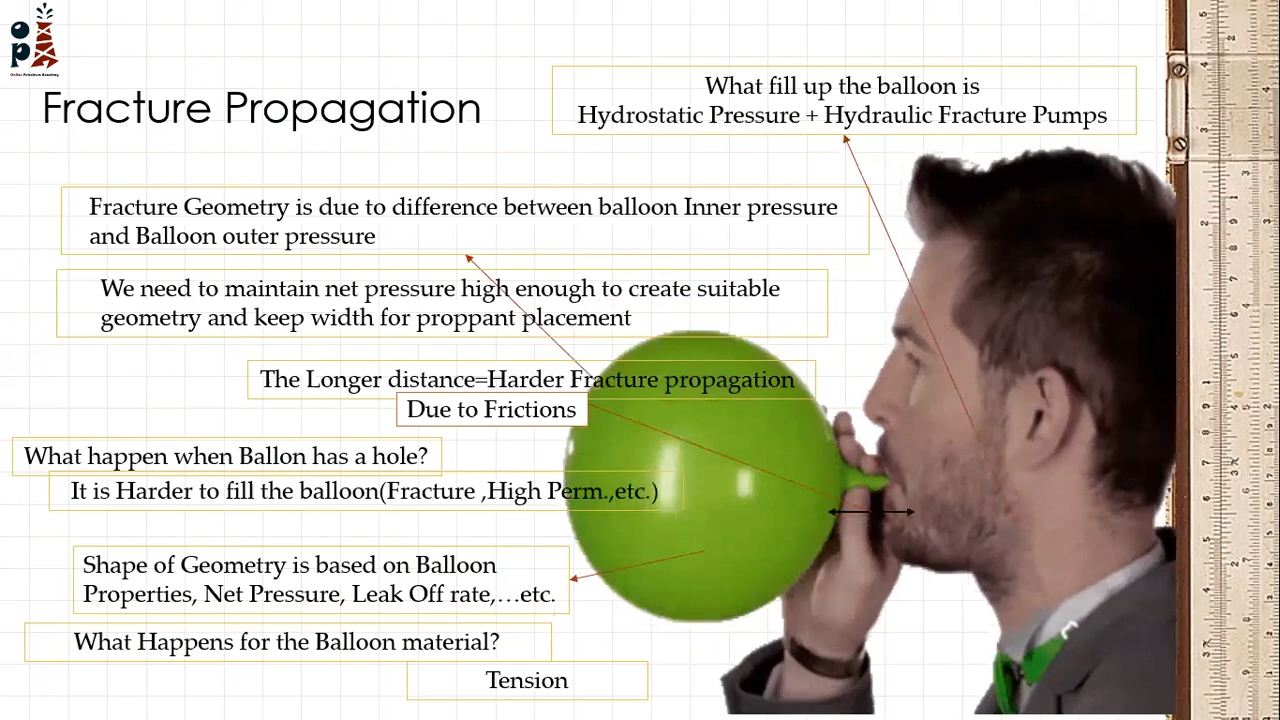 op
Online Petroleum Academy
What fill up the balloon is
Hydrostatic Pressure + Hydraulic Fracture Pumps
Fracture Propagation
Fracture Geometry is due to difference between balloon Inner pressure
and Balloon outer pressure
We need to maintain net pressure high enough to create suitable
geometry and keep width for proppant placement
The Longer distance=Harder Fracture propagation
Due to Frictions
What happen when Ballon has a hole?
It is Harder to fill the balloon(Fracture ,High Perm.,etc.)
Shape of Geometry is based on Balloon
Properties, Net Pressure, Leak Off rate,…etc
What Happens for the Balloon material?
Tension